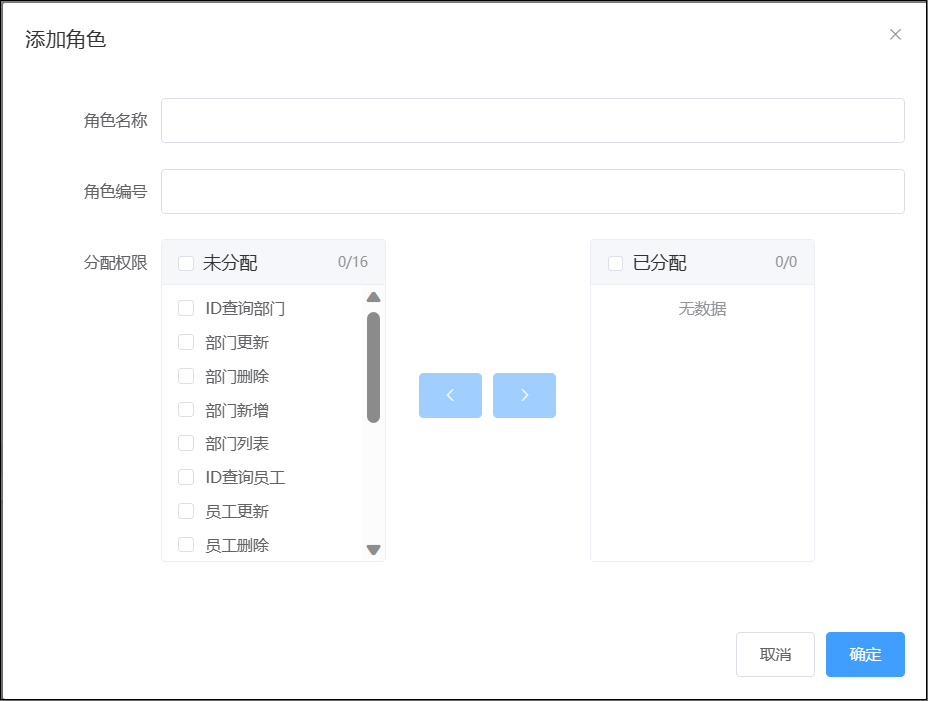 添加角色
角色名称
角色编号
分配权限
未分配 0/16
ID查询部门
部门更新
部门删除
部门新增
部门列表
ID查询员工
员工更新
员工删除
已分配 0/0
无数据
取消 确定